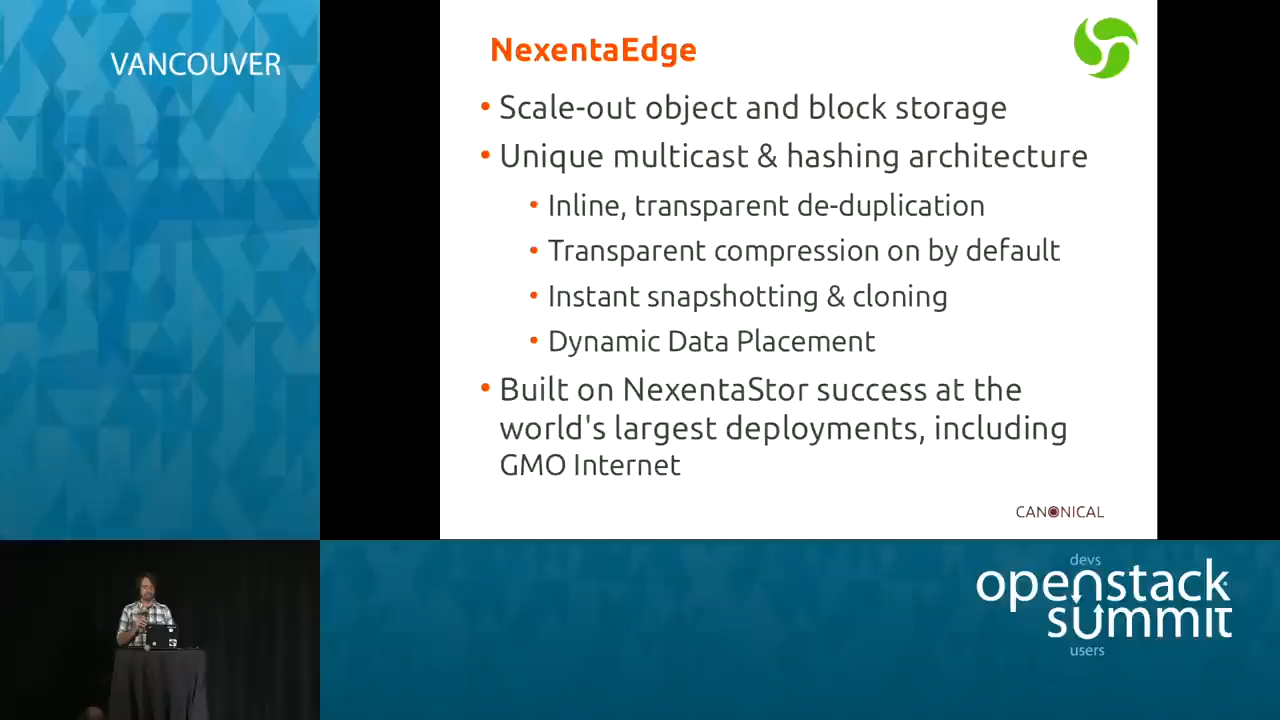 VANCOUVER
NexentaEdge
• Scale-out object and block storage
• Unique multicast & hashing architecture
• Inline, transparent de-duplication
• Transparent compression on by default
• Instant snapshotting & cloning
• Dynamic Data Placement
• Built on NexentaStor success at the
world's largest deployments, including
GMO Internet
CANONICAL
devs
openstack
summit
users